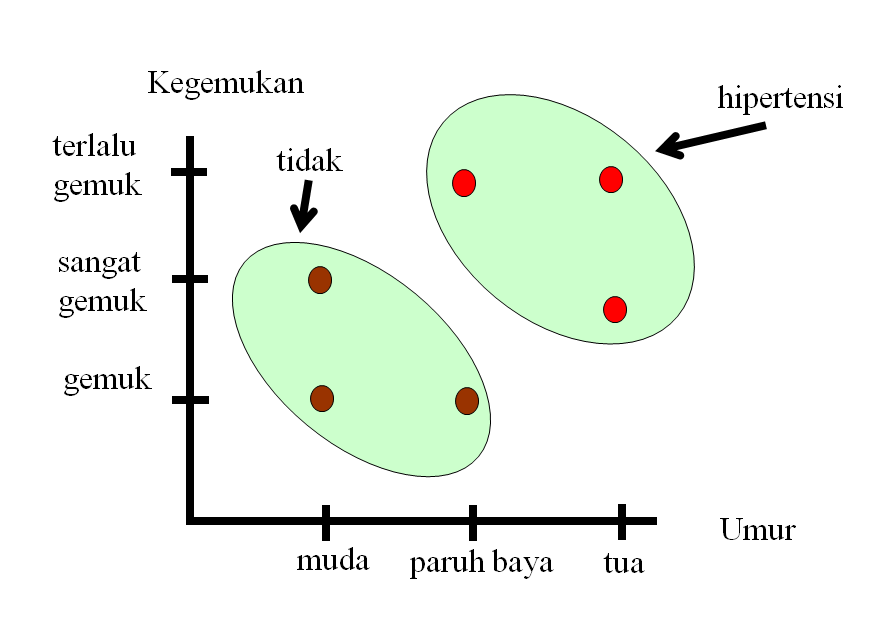 Kegemukan
hipertensi
terlalu
gemuk
tidak
sangat
gemuk
gemuk
Umur
muda
paruh baya
tua